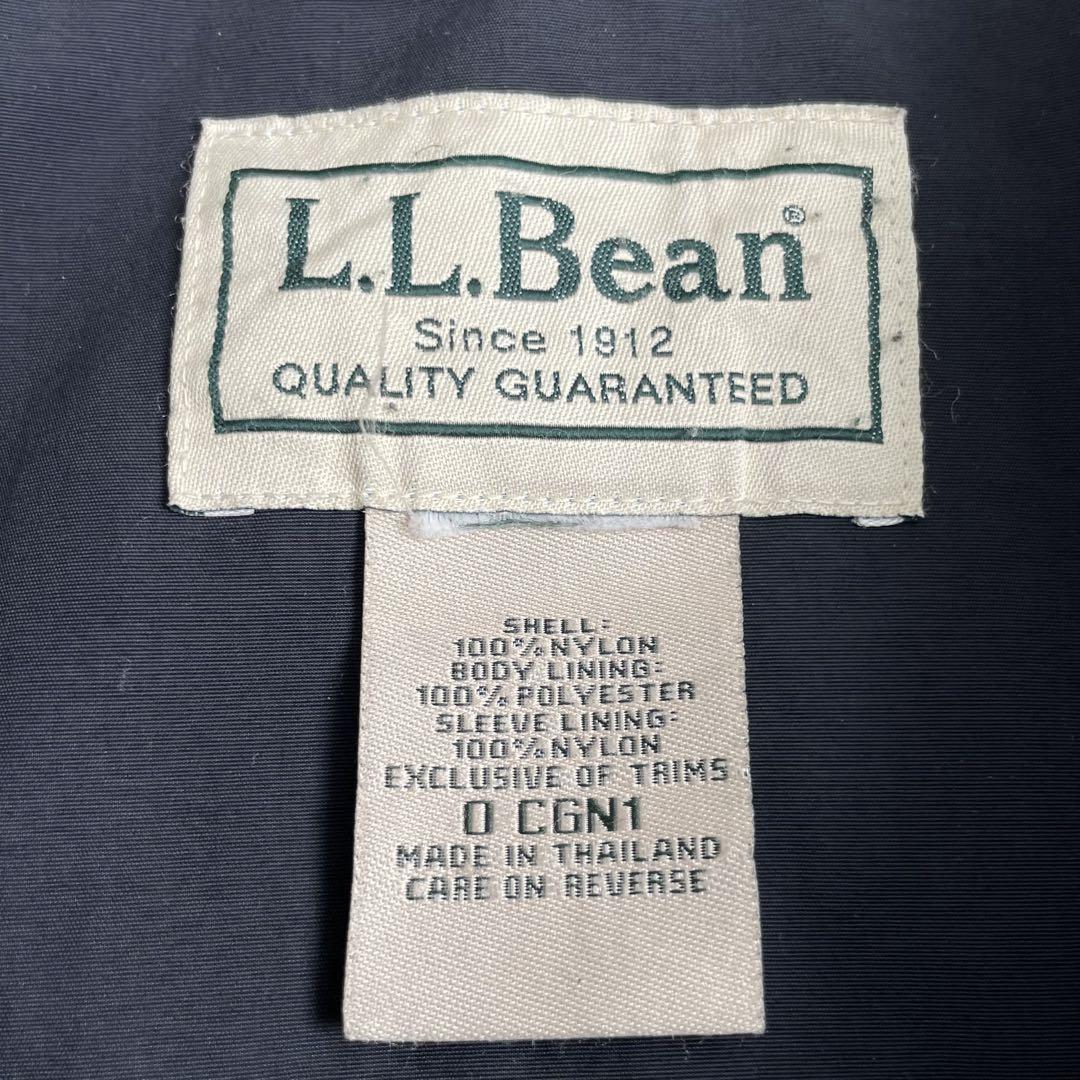 L.L.Bean®
Since 1912
QUALITY GUARANTEED
SHELL:
100% NYLON
BODY LINING:
100% POLYESTER
SLEEVE LINING:
100% NYLON
EXCLUSIVE OF TRIMS
0 CGN1
MADE IN THAILAND
CARE ON REVERSE